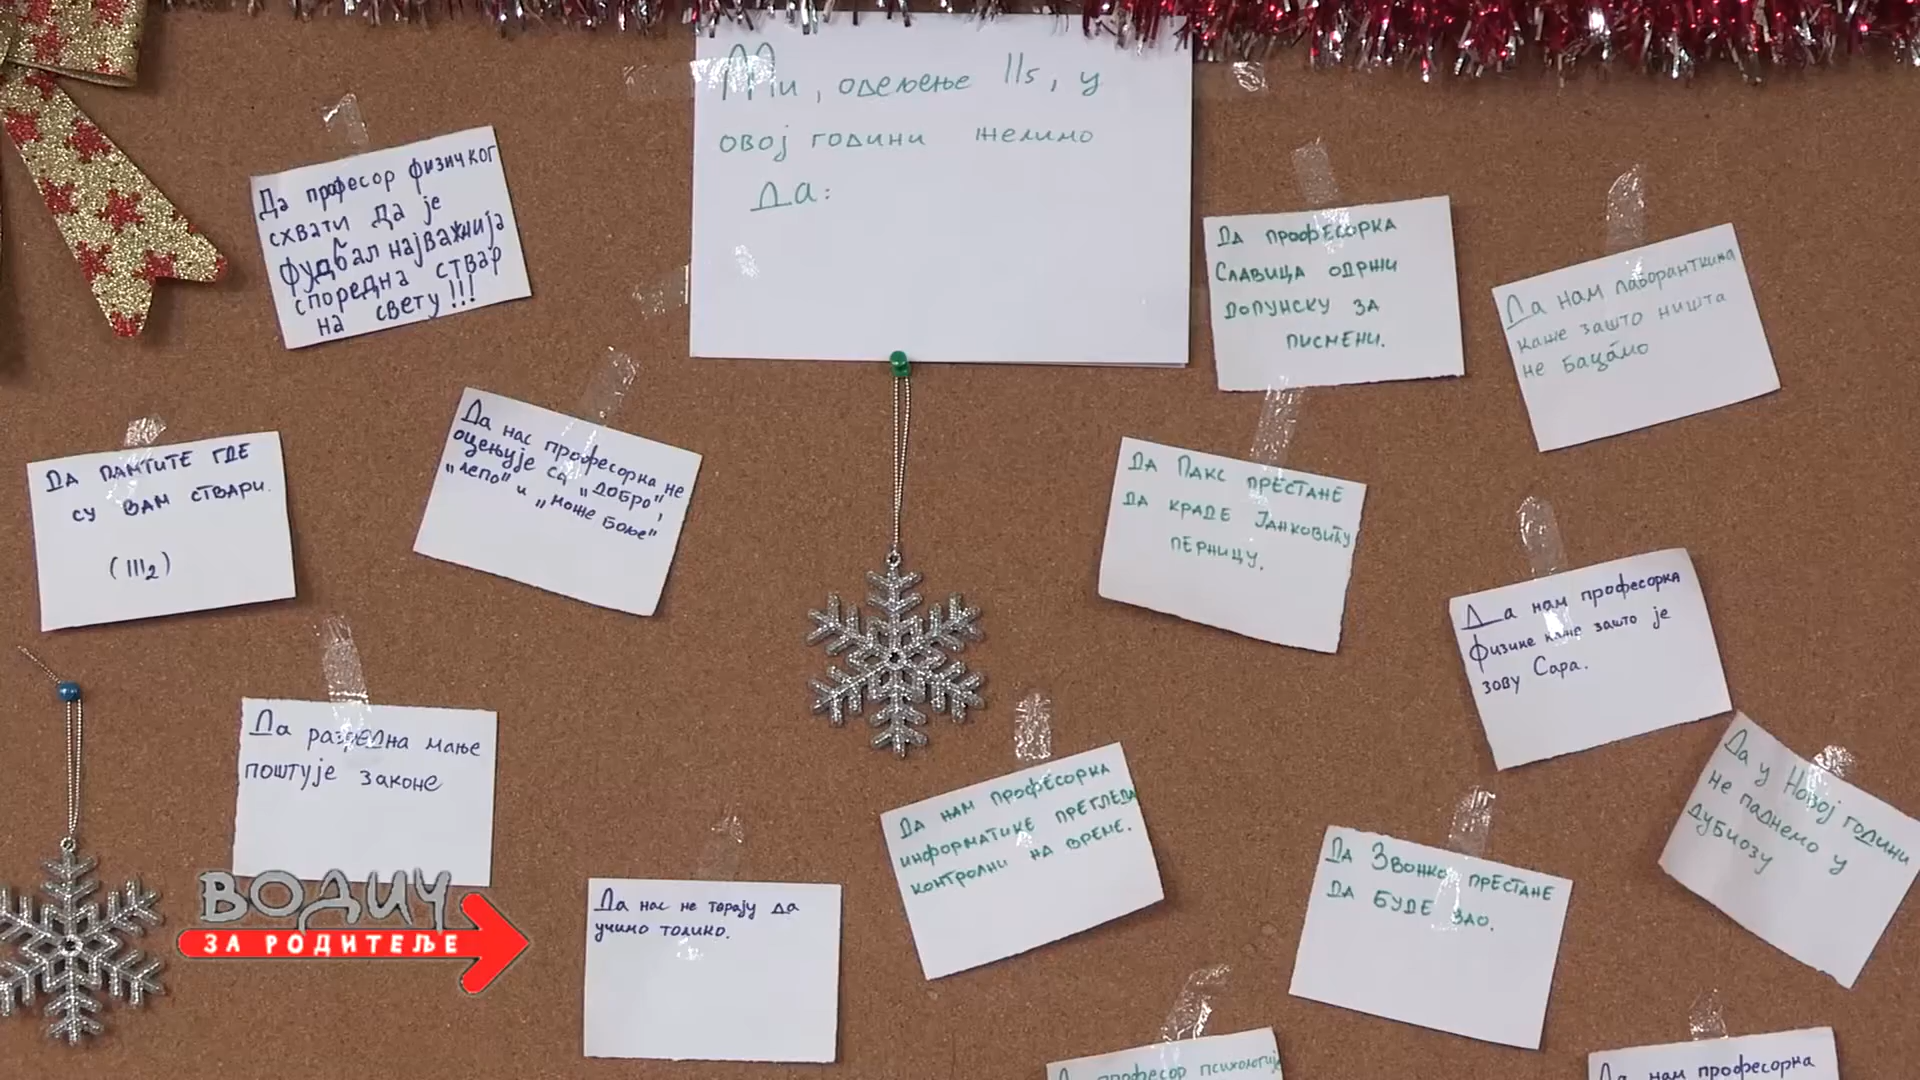 Ми, одељење II5, у
овој години желимо
да:
Да професор физичког
схвати да је
фудбал најважнија
споредна ствар
на свету!!!
Да професорка
Славица одржи
допунску за
писмени.
Да нам лаборанткина
каже зашто ништа
не бацамо
Да памтите где
су вам ствари.
(III2)
Да нас професорка не
оцењује са „добро",
„лепо" и „може боље"
Да Пакс престане
да краде Јанковићу
перницу.
Да нам професорка
физике каже зашто је
зову Сара.
Да разредна мање
поштује законе
Да нам професорка
информатике прегледа
контролни на време.
Да у Новој години
не паднемо у
дубиозу
Да Звонко престане
да буде зао.
Да нас не терају да
учимо толико.
ВОДИЧ
ЗА РОДИТЕЉЕ
професор психологије
Да нам професорка